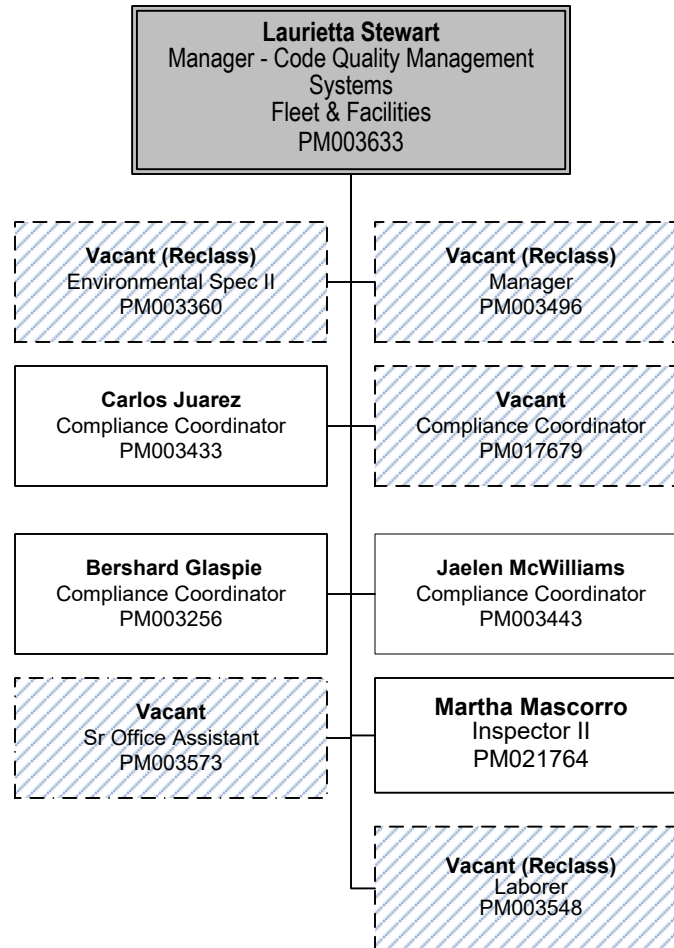 Laurietta Stewart
Manager - Code Quality Management
Systems
Fleet & Facilities
PM003633
Vacant (Reclass)
Environmental Spec II
PM003360
Vacant (Reclass)
Manager
PM003496
Carlos Juarez
Compliance Coordinator
PM003433
Vacant
Compliance Coordinator
PM017679
Bershard Glaspie
Compliance Coordinator
PM003256
Jaelen McWilliams
Compliance Coordinator
PM003443
Vacant
Sr Office Assistant
PM003573
Martha Mascorro
Inspector II
PM021764
Vacant (Reclass)
Laborer
PM003548